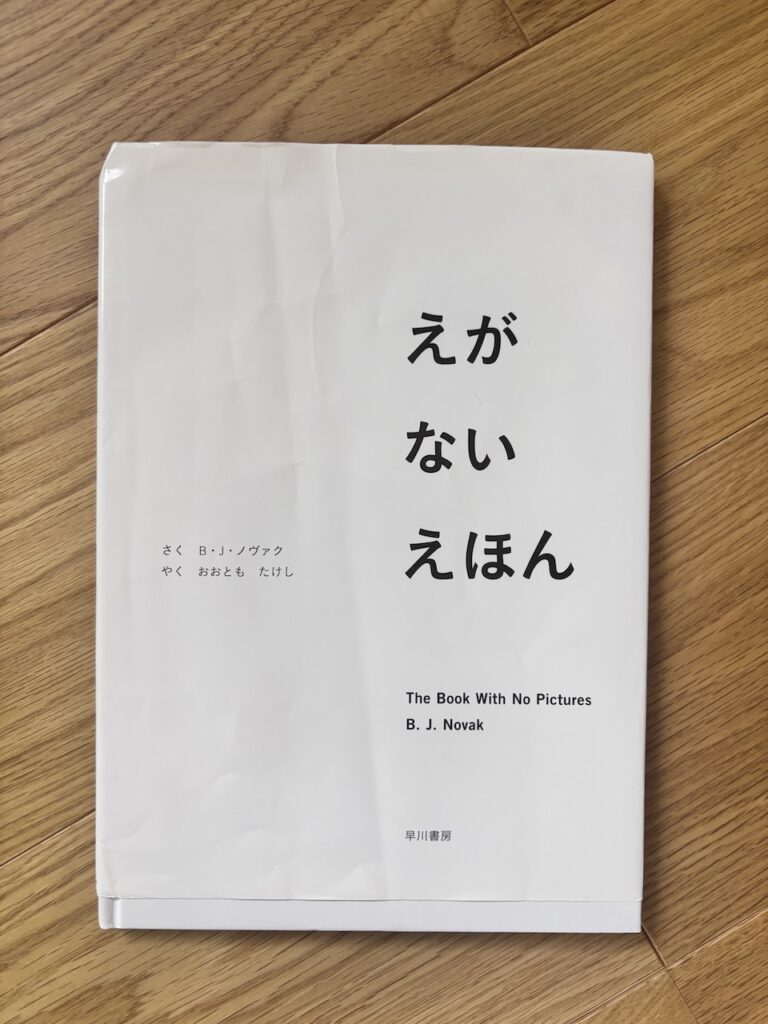 えが
ない
えほん
さく B・J・ノヴァク
やく おおとも たけし
The Book With No Pictures
B. J. Novak
早川書房